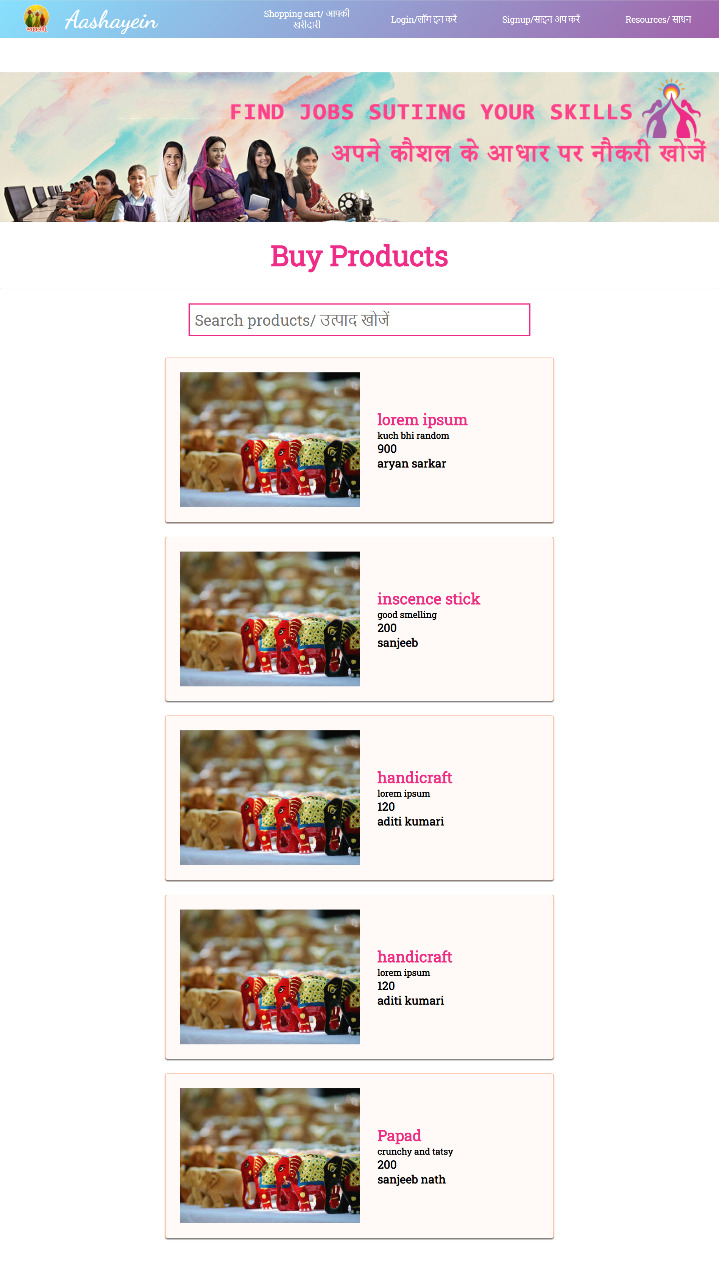 Aashayein
Shopping cart/ आपकी
खरीदारी
Login/लॉग इन करें
Signup/साइन अप करें
Resources/ साधन
FIND JOBS SUTIING YOUR SKILLS
अपने कौशल के आधार पर नौकरी खोजें
Buy Products
Search products/ उत्पाद खोजें
lorem ipsum
kuch bhi random
900
aryan sarkar
inscence stick
good smelling
200
sanjeeb
handicraft
lorem ipsum
120
aditi kumari
handicraft
lorem ipsum
120
aditi kumari
Papad
crunchy and tatsy
200
sanjeeb nath